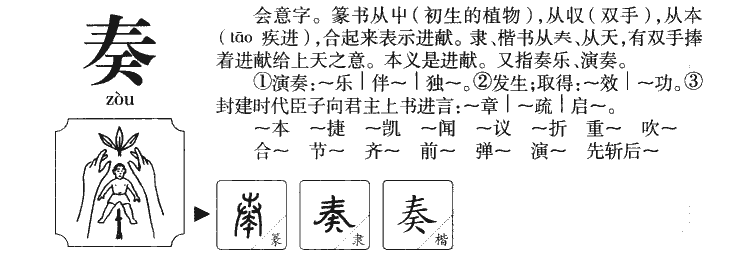 奏
zòu
会意字。篆书从屮(初生的植物),从収(双手),从本
(tāo 疾进),合起来表示进献。隶、楷书从𡗗、从天,有双手捧
着进献给上天之意。本义是进献。又指奏乐、演奏。
①演奏:～乐|伴～|独～。②发生;取得:～效|～功。③
封建时代臣子向君主上书进言:～章|～疏|启～。
～本 ～捷 ～凯 ～闻 ～议 ～折 重～ 吹～
合～ 节～ 齐～ 前～ 弹～ 演～ 先斩后～
篆 奏 隶 奏 楷